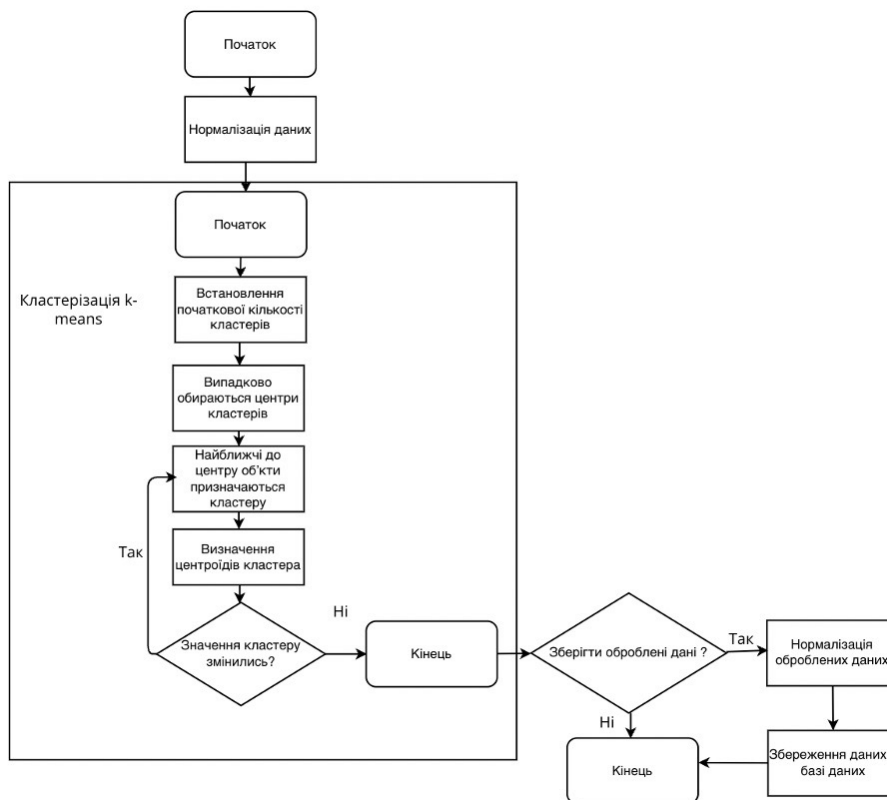 Початок
Нормалізація даних
Початок
Кластерізація k-
means
Встановлення
початкової кількості
кластерів
Випадково
обираються центри
кластерів
Найближчі до
центру об'єкти
призначаються
кластеру
Так
Визначення
центроїдів кластера
Значення кластеру
змінились?
Ні
Кінець
Зберігти оброблені дані ?
Так
Нормалізація
оброблених даних
Ні
Кінець
Збереження даних
базі даних